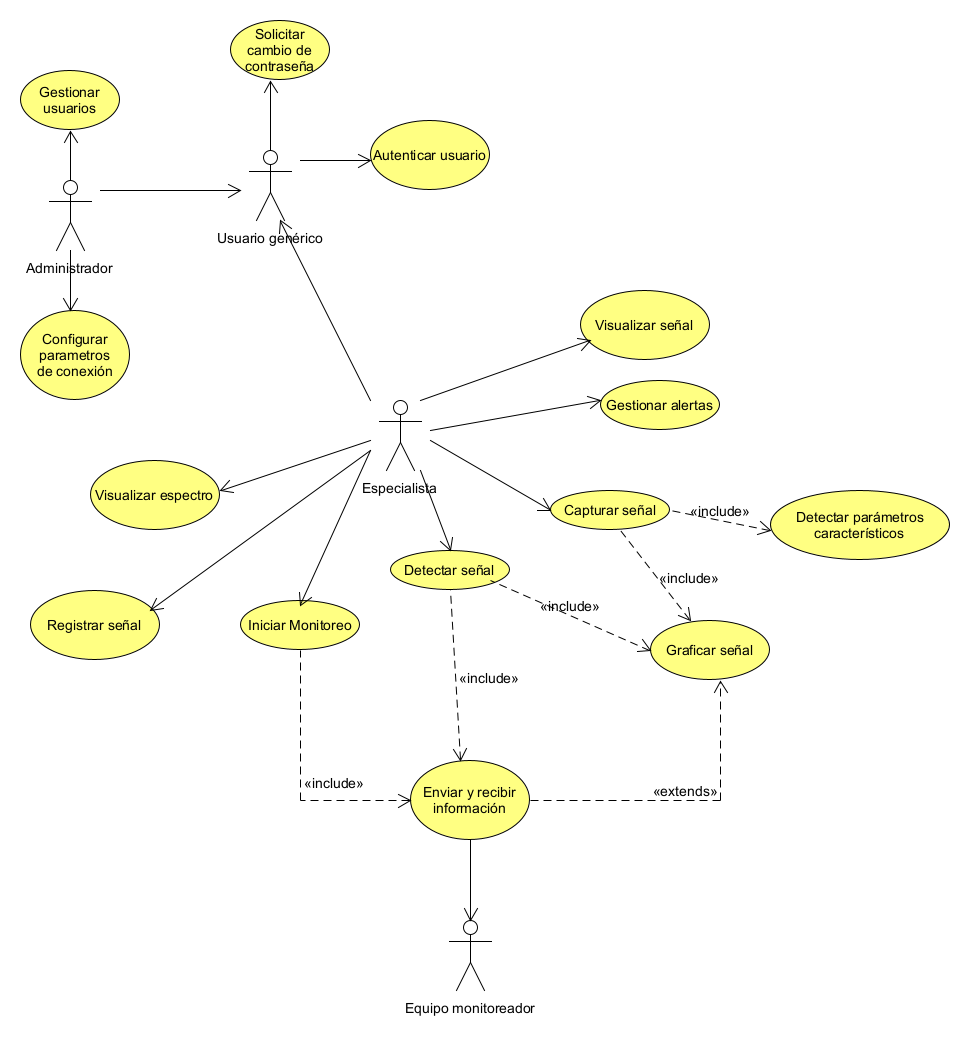 Solicitar
cambio de
contraseña
Gestionar
usuarios
Autenticar usuario
Usuario genérico
Administrador
Configurar
parametros
de conexión
Visualizar señal
Gestionar alertas
Especialista
Visualizar espectro
Capturar señal
«include»
Detectar parámetros
característicos
Detectar señal
«include»
«include»
Registrar señal
Iniciar Monitoreo
Graficar señal
«include»
«include»
Enviar y recibir
información
«extends»
Equipo monitoreador